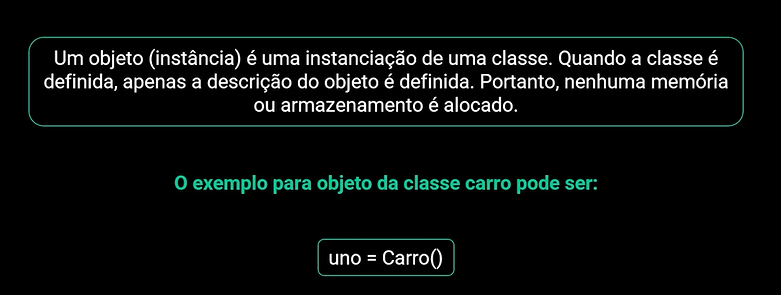 Um objeto (instância) é uma instanciação de uma classe. Quando a classe é
definida, apenas a descrição do objeto é definida. Portanto, nenhuma memória
ou armazenamento é alocado.
O exemplo para objeto da classe carro pode ser:
uno = Carro()